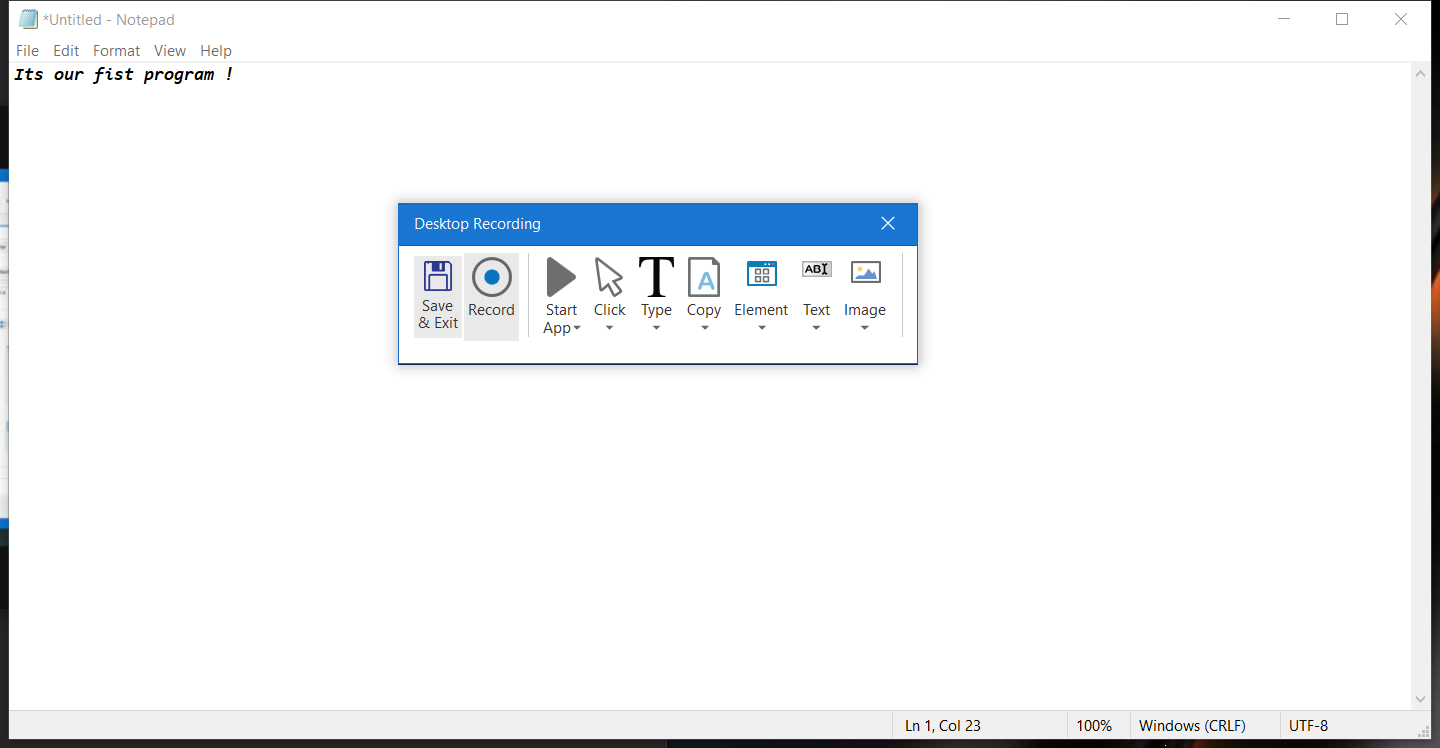 *Untitled - Notepad
File Edit Format View Help
Its our fist program !
Desktop Recording
Save & Exit
Record
Start App
Click
Type
Copy
Element
Text
Image
A
ABI
Ln 1, Col 23
100%
Windows (CRLF)
UTF-8